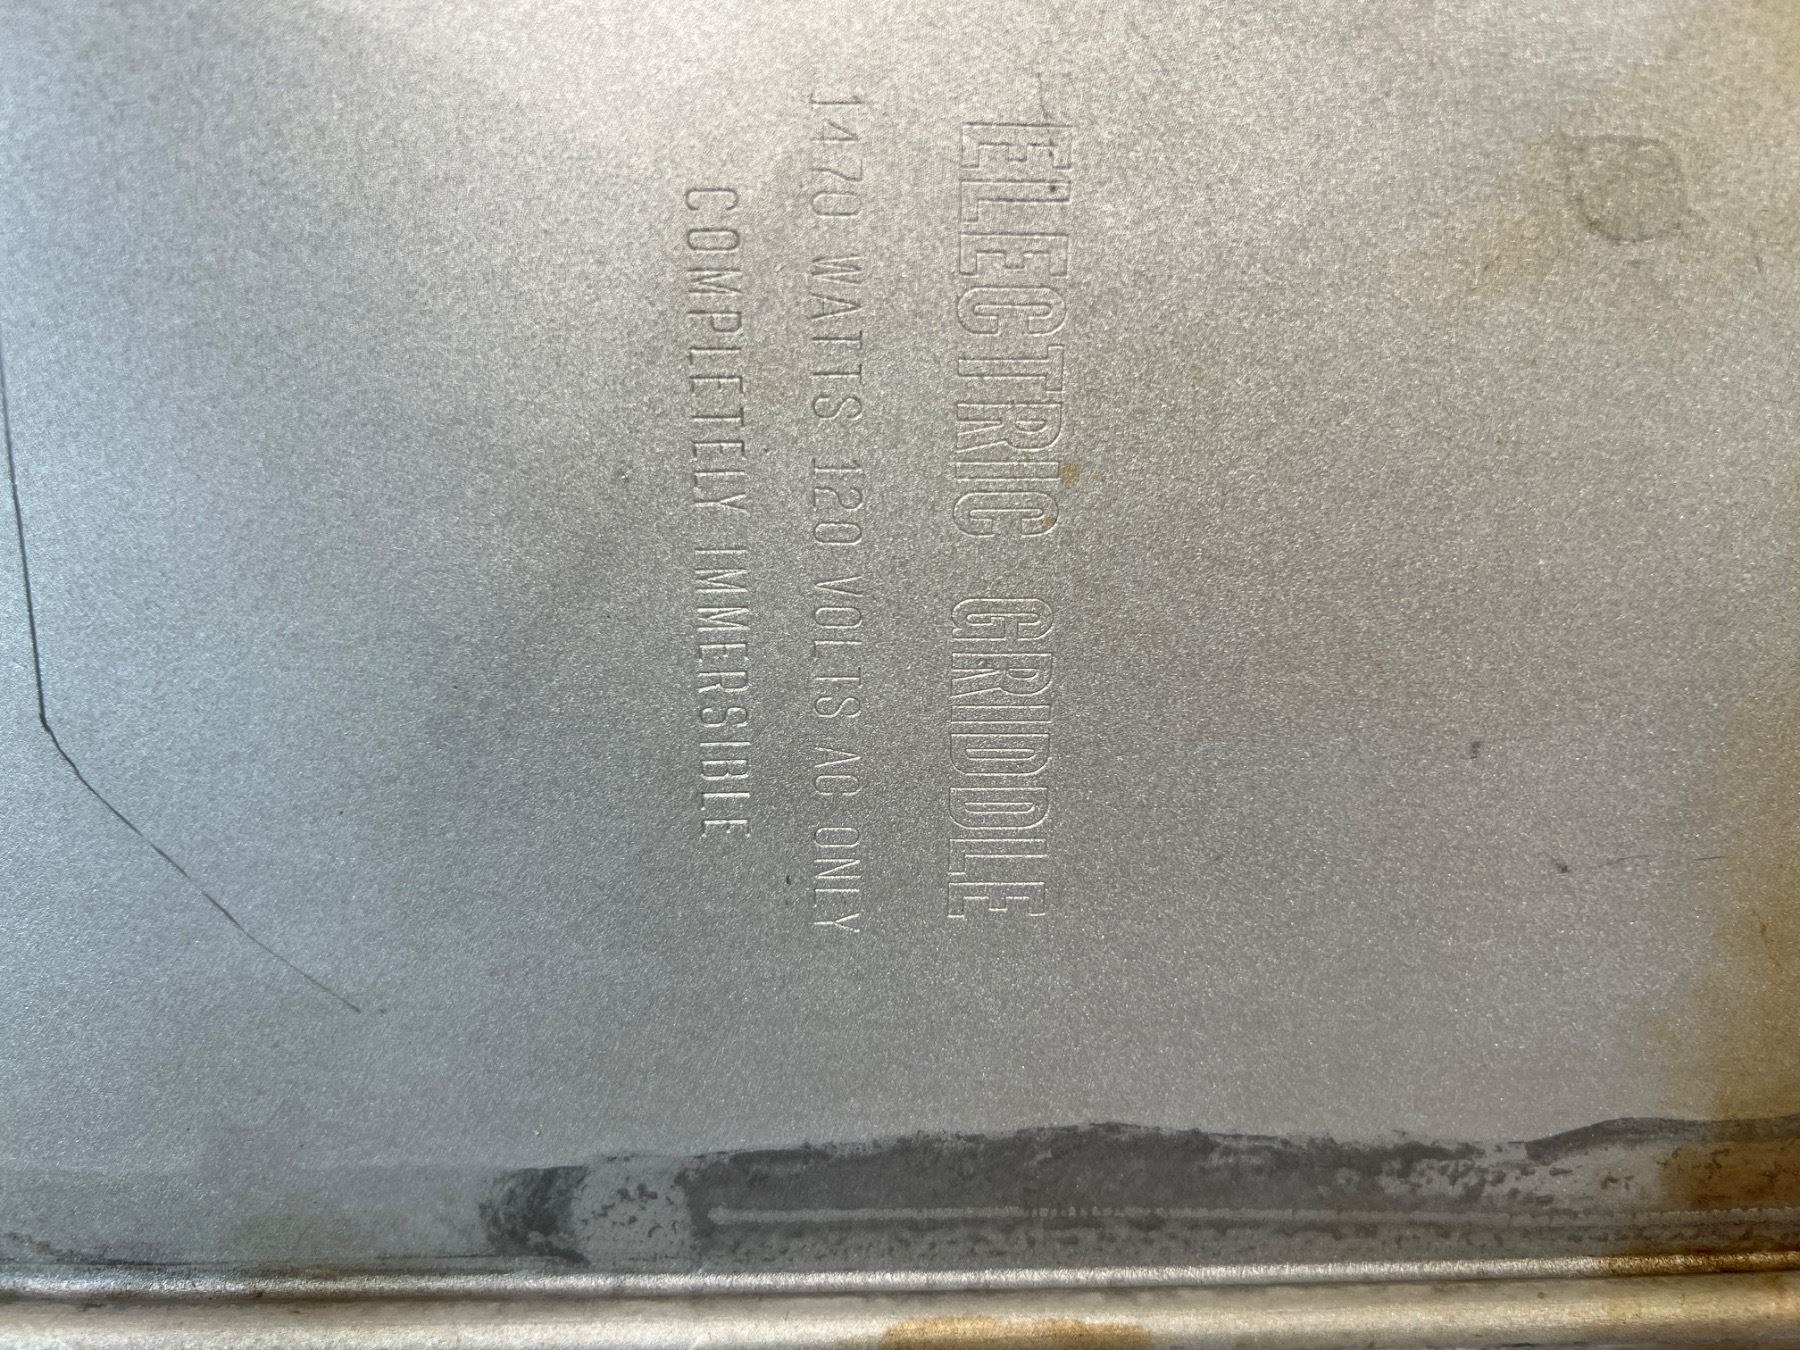 ELECTRIC GRIDDLE
1470 WATTS 120 VOLTS AC ONLY
COMPLETELY IMMERSIBLE